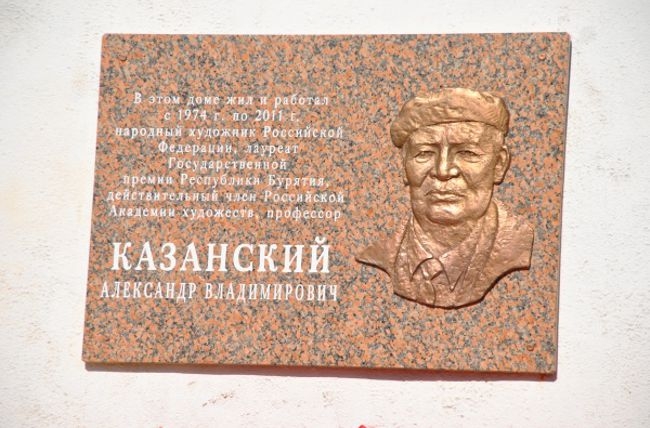 В этом доме жил и работал
с 1974 г. по 2011 г.
народный художник Российской
Федерации, лауреат
Государственной
премии Республики Бурятия,
действительный член Российской
Академии художеств, профессор
КАЗАНСКИЙ
АЛЕКСАНДР ВЛАДИМИРОВИЧ